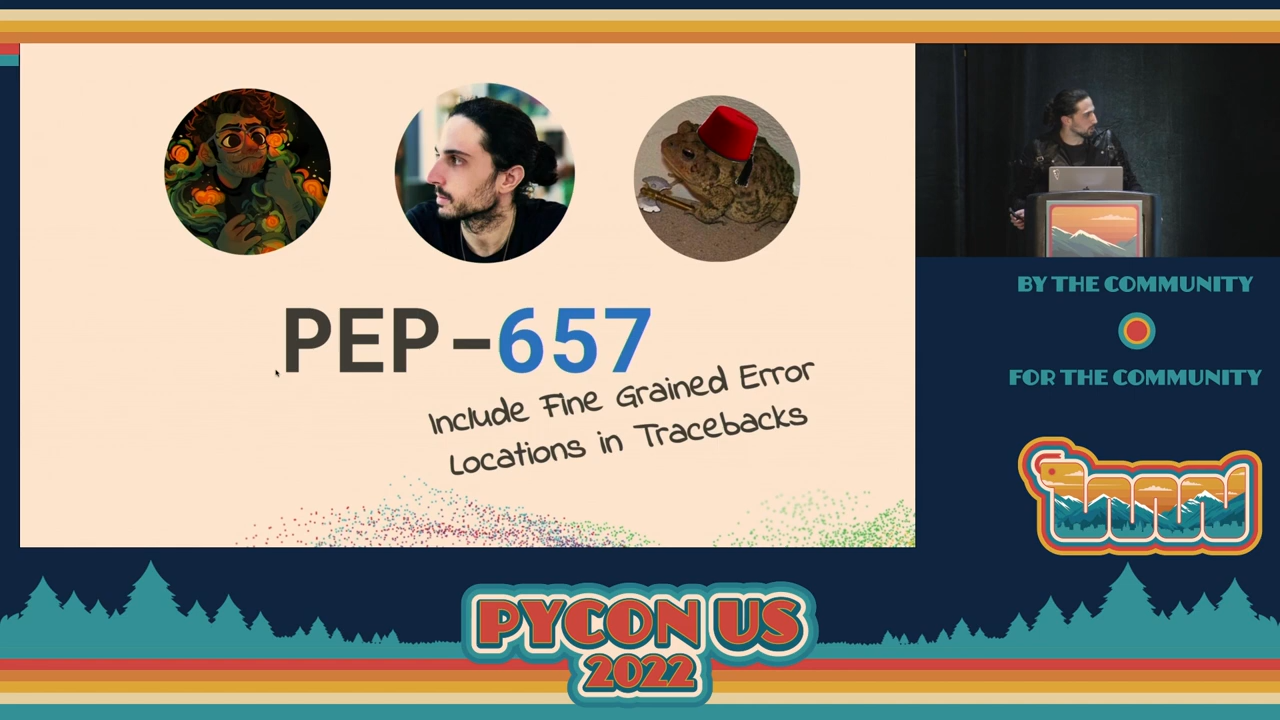 PEP-657
Include Fine Grained Error
Locations in Tracebacks
BY THE COMMUNITY
FOR THE COMMUNITY
PYCON US
2022